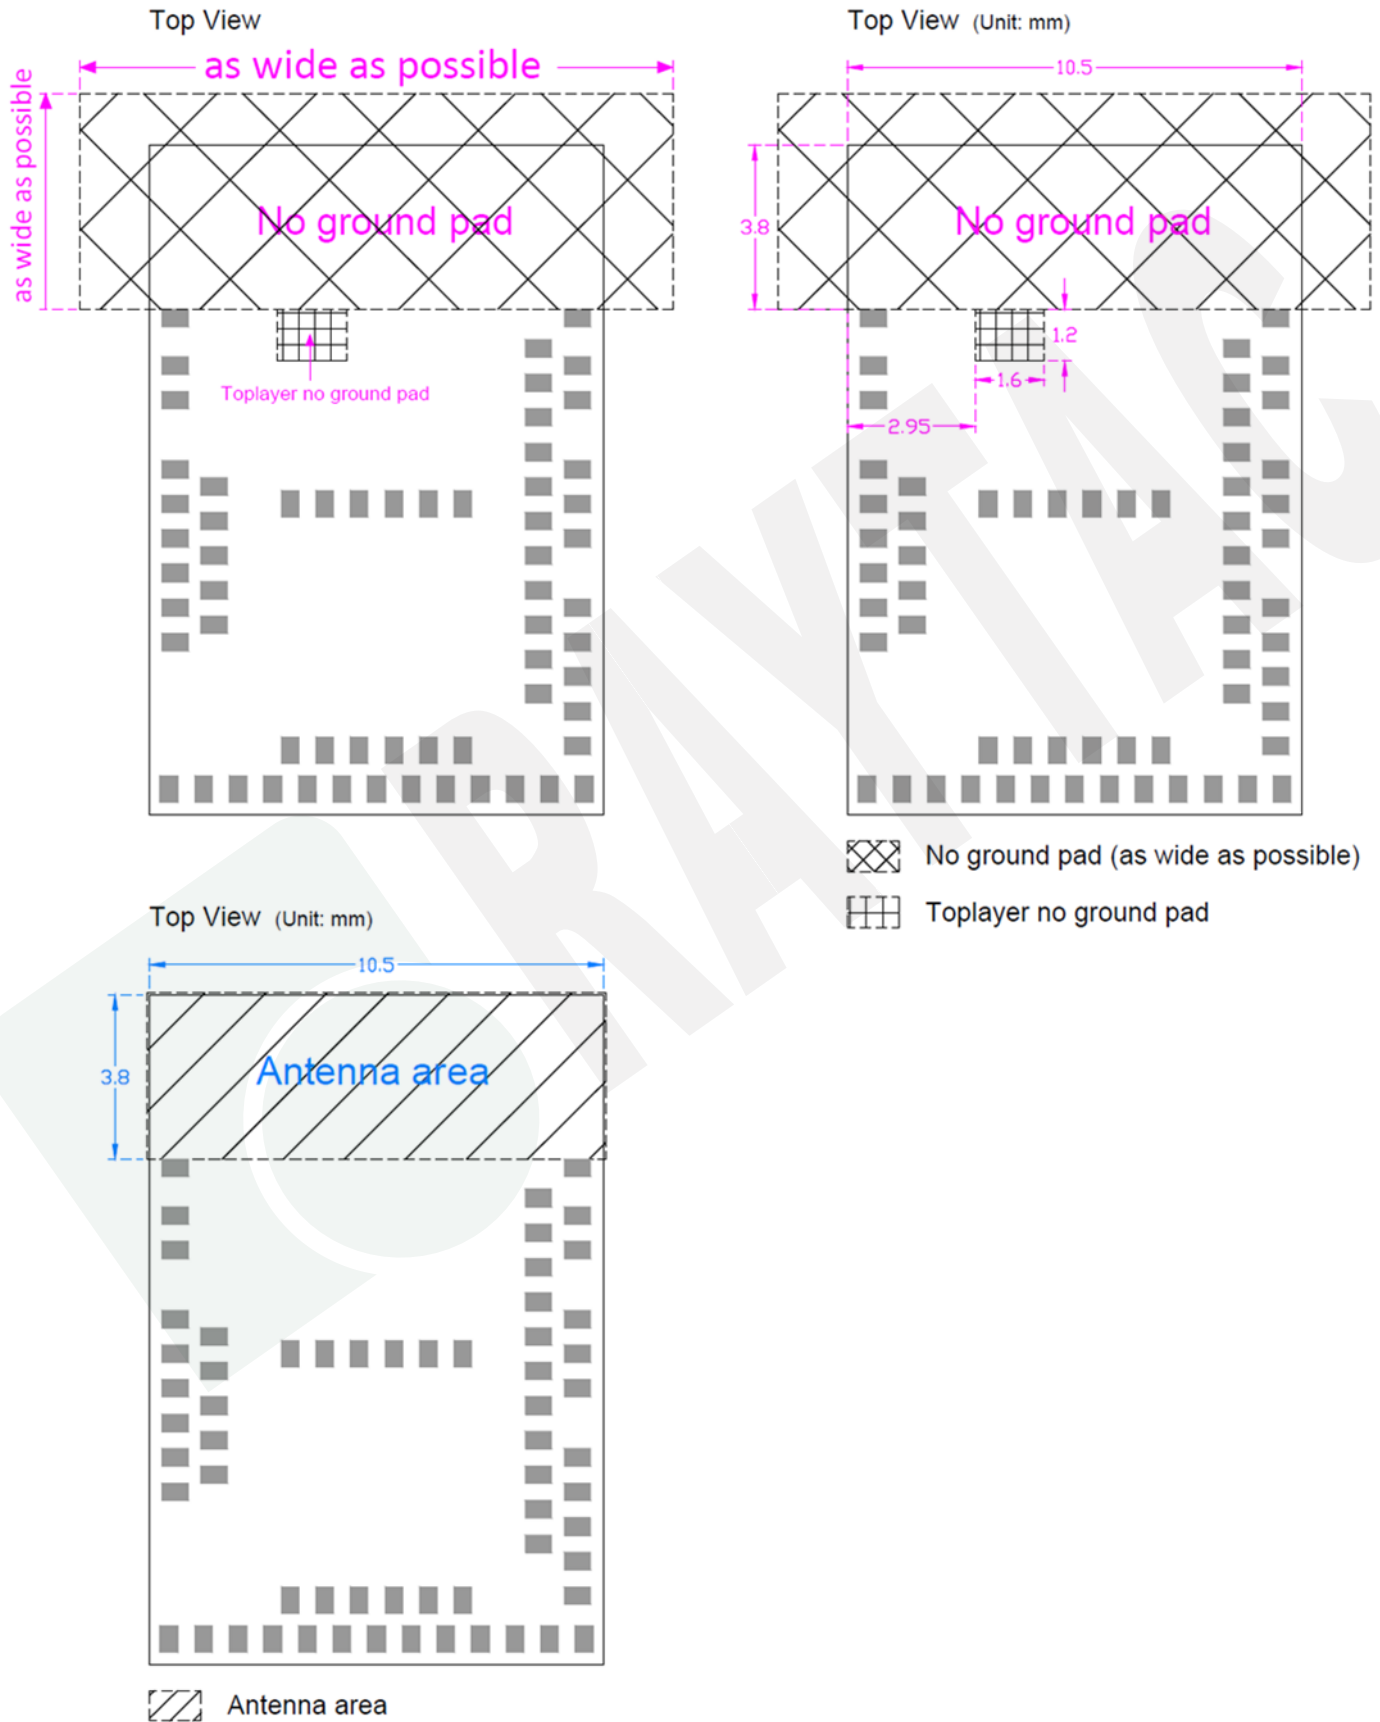 Top View
as wide as possible
as wide as possible
No ground pad
Toplayer no ground pad
Top View (Unit: mm)
10.5
3.8
No ground pad
1.2
1.6
2.95
No ground pad (as wide as possible)
Toplayer no ground pad
Top View (Unit: mm)
10.5
3.8
Antenna area
Antenna area
RAYTAC